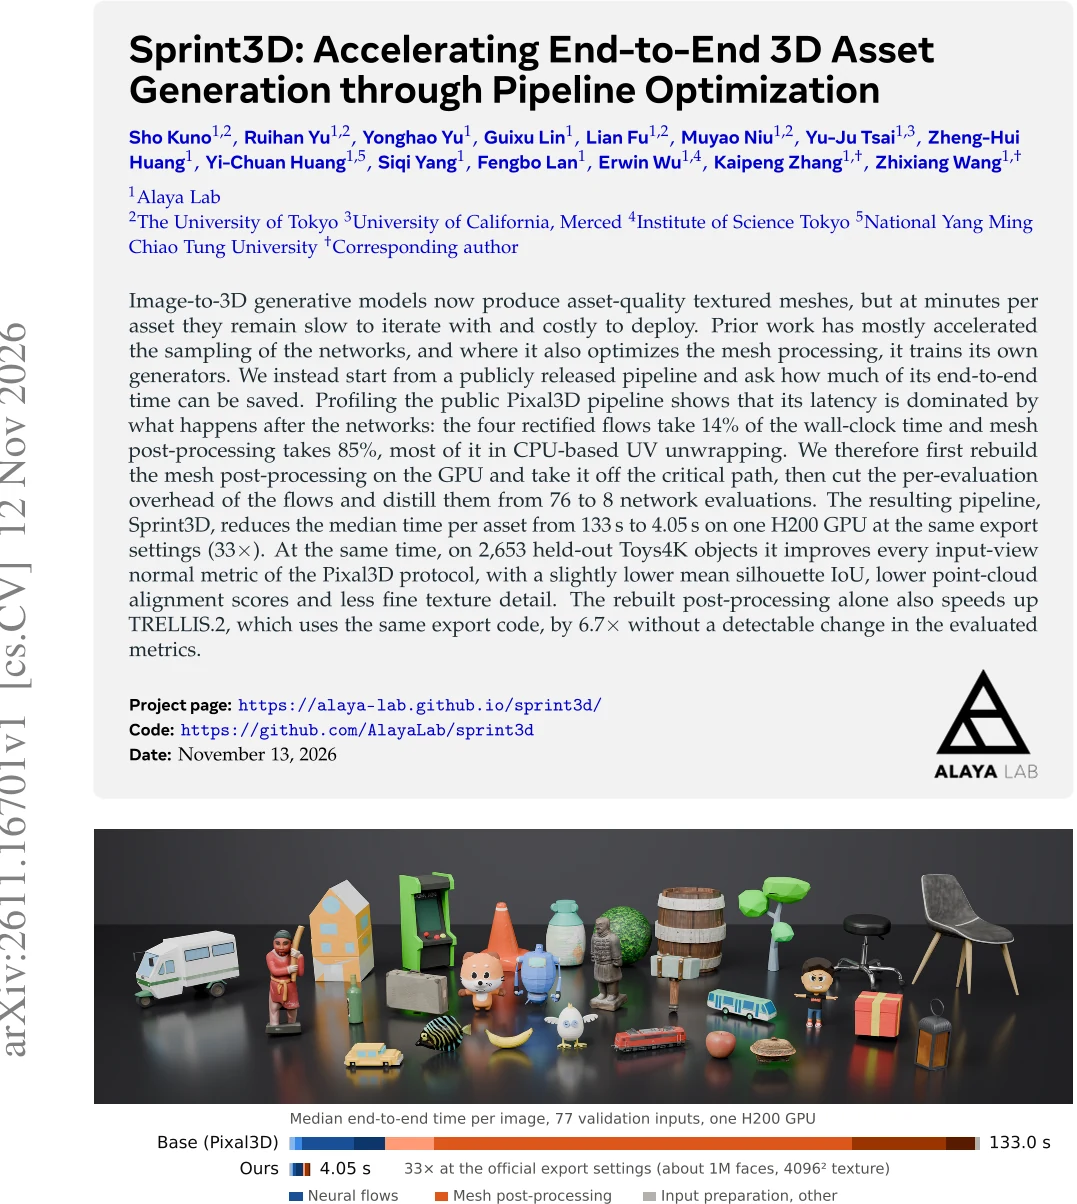 Sprint3D: Accelerating End-to-End 3D Asset
Generation through Pipeline Optimization
Sho Kuno1,2, Ruihan Yu1,2, Yonghao Yu1, Guixu Lin1, Lian Fu1,2, Muyao Niu1,2, Yu-Ju Tsai1,3, Zheng-Hui
Huang1, Yi-Chuan Huang1,5, Siqi Yang1, Fengbo Lan1, Erwin Wu1,4, Kaipeng Zhang1,†, Zhixiang Wang1,†
1Alaya Lab
2The University of Tokyo 3University of California, Merced 4Institute of Science Tokyo 5National Yang Ming
Chiao Tung University †Corresponding author
Image-to-3D generative models now produce asset-quality textured meshes, but at minutes per
asset they remain slow to iterate with and costly to deploy. Prior work has mostly accelerated
the sampling of the networks, and where it also optimizes the mesh processing, it trains its own
generators. We instead start from a publicly released pipeline and ask how much of its end-to-end
time can be saved. Profiling the public Pixal3D pipeline shows that its latency is dominated by
what happens after the networks: the four rectified flows take 14% of the wall-clock time and mesh
post-processing takes 85%, most of it in CPU-based UV unwrapping. We therefore first rebuild
the mesh post-processing on the GPU and take it off the critical path, then cut the per-evaluation
overhead of the flows and distill them from 76 to 8 network evaluations. The resulting pipeline,
Sprint3D, reduces the median time per asset from 133 s to 4.05 s on one H200 GPU at the same export
settings (33×). At the same time, on 2,653 held-out Toys4K objects it improves every input-view
normal metric of the Pixal3D protocol, with a slightly lower mean silhouette IoU, lower point-cloud
alignment scores and less fine texture detail. The rebuilt post-processing alone also speeds up
TRELLIS.2, which uses the same export code, by 6.7× without a detectable change in the evaluated
metrics.
Project page: https://alaya-lab.github.io/sprint3d/
Code: https://github.com/AlayaLab/sprint3d
Date: November 13, 2026
ALAYA LAB
arXiv:2611.16701v1 [cs.CV] 12 Nov 2026
Median end-to-end time per image, 77 validation inputs, one H200 GPU
Base (Pixal3D) 133.0 s
Ours 4.05 s 33× at the official export settings (about 1M faces, 4096² texture)
Neural flows Mesh post-processing Input preparation, other